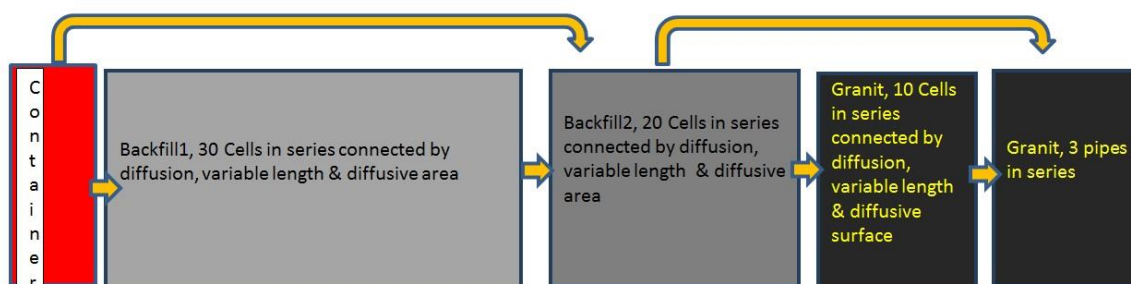 Container
Backfill1, 30 Cells in series connected by
diffusion, variable length & diffusive area
Backfill2, 20 Cells in series
connected by diffusion,
variable length & diffusive
area
Granit, 10 Cells
in series
connected by
diffusion,
variable length
& diffusive
surface
Granit, 3 pipes
in series